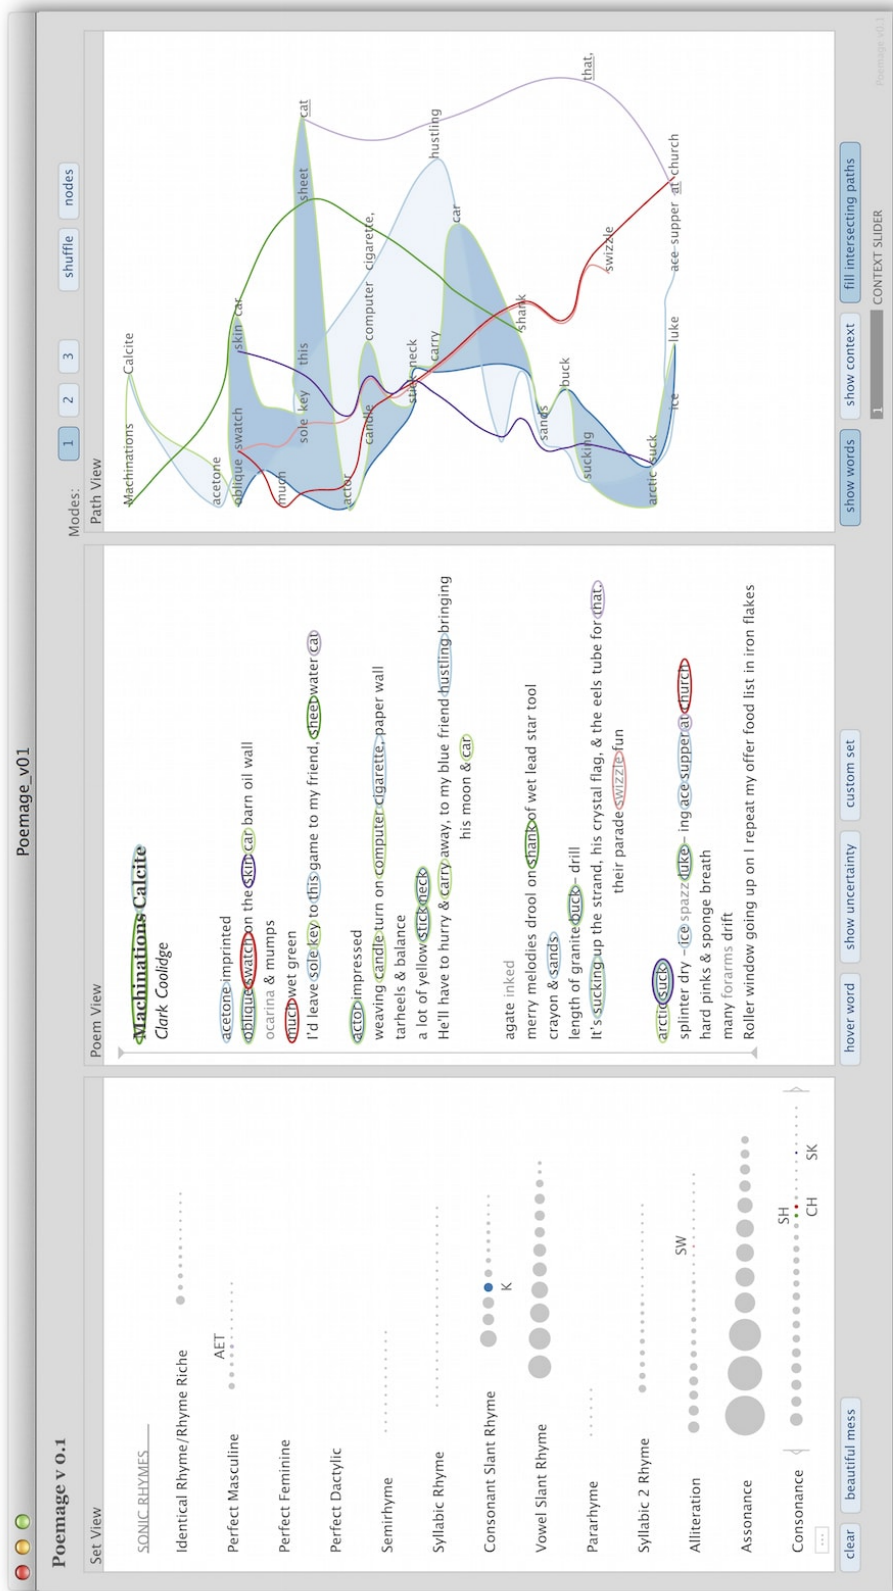 Poemage_v01
Poemage v 0.1
Modes:
1
2
3
shuffle
nodes
Set View
SONIC RHYMES
Identical Rhyme/Rhyme Riche
Perfect Masculine
AET
Perfect Feminine
Perfect Dactylic
Semirhyme
Syllabic Rhyme
Consonant Slant Rhyme
K
Vowel Slant Rhyme
Pararhyme
Syllabic 2 Rhyme
Alliteration
SW
Assonance
Consonance
SH
CH
SK
...
clear
beautiful mess
Poem View
Machinations Calcite
Clark Coolidge
acetone imprinted
oblique swatch on the skin car barn oil wall
ocarina & mumps
much wet green
I'd leave sole key to this game to my friend, sheet water cat
actor impressed
weaving candle turn on computer cigarette, paper wall
tarheels & balance
a lot of yellow stick neck
He'll have to hurry & carry away, to my blue friend hustling bringing
his moon & car
agate inked
merry melodies drool on shank of wet lead star tool
crayon & sands
length of granite buck – drill
It's sucking up the strand, his crystal flag, & the eels tube for that,
their parade swizzle fun
arctic suck
splinter dry – ice spazz luke – ing ace supper at church
hard pinks & sponge breath
many forarms drift
Roller window going up on I repeat my offer food list in iron flakes
hover word
show uncertainty
custom set
Path View
Machinations Calcite
acetone
oblique swatch skin car
much
sole key this sheet cat
actor
candle computer cigarette,
stick neck
carry hustling
car
shank
sands
buck
sucking that,
swizzle
arctic suck
ice luke ace supper at church
show words
show context
fill intersecting paths
1
CONTEXT SLIDER
Poemage v0.1